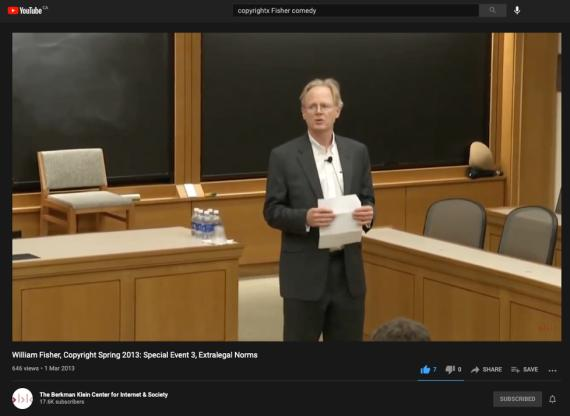 YouTube CA
copyrightx Fisher comedy
William Fisher, Copyright Spring 2013: Special Event 3, Extralegal Norms
646 views • 1 Mar 2013
7
0
SHARE
SAVE
The Berkman Klein Center for Internet & Society
17.6K subscribers
SUBSCRIBED